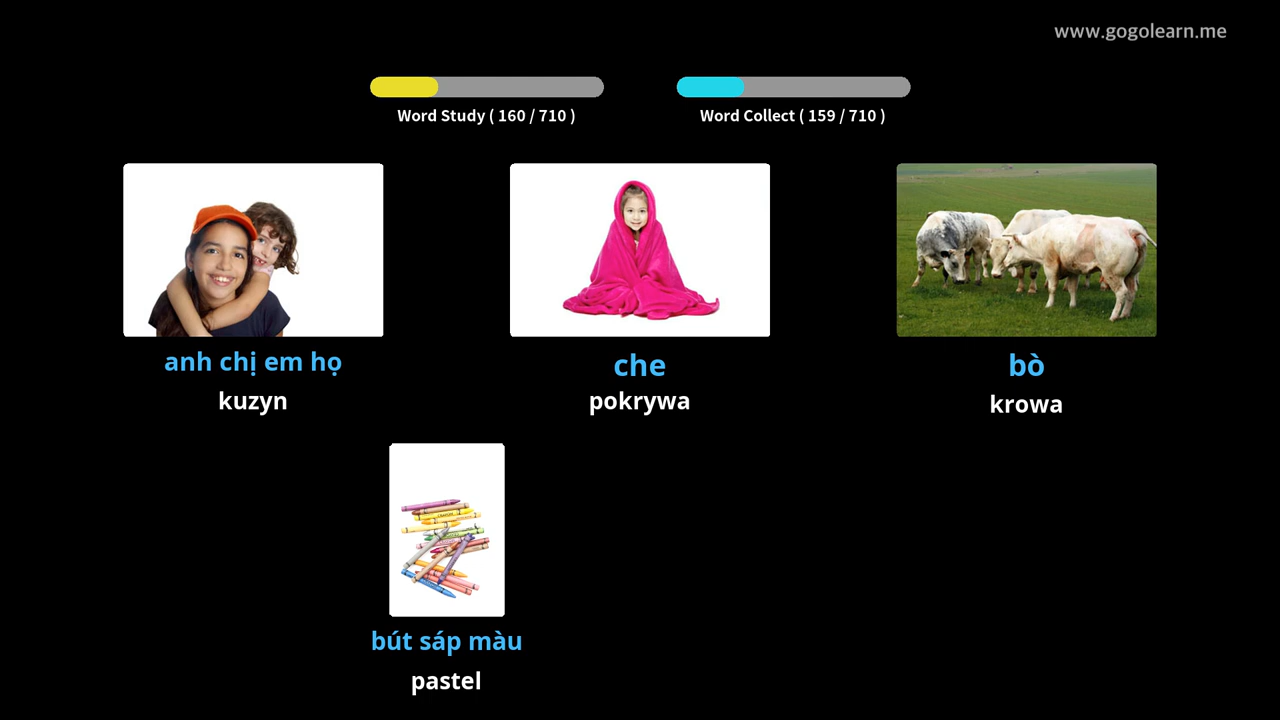 www.gogolearn.me
Word Study ( 160 / 710 )
Word Collect ( 159 / 710 )
anh chị em họ
kuzyn
che
pokrywa
bò
krowa
bút sáp màu
pastel